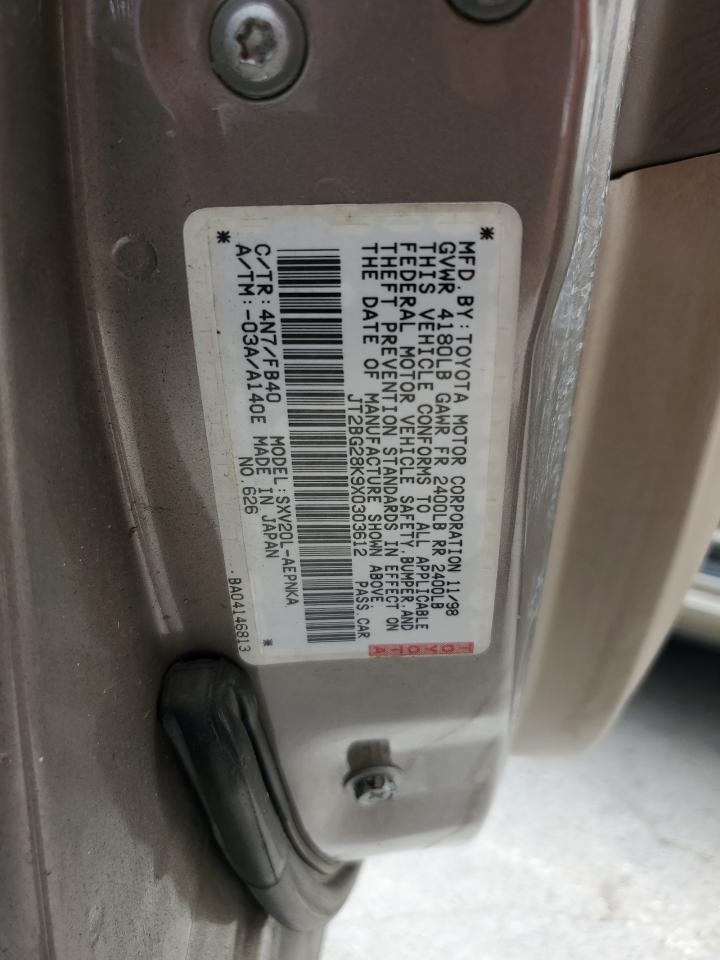 *
MFD.BY:TOYOTA MOTOR CORPORATION 11/98
GVWR 4180LB GAWR FR 2400LB RR 2400LB
THIS VEHICLE CONFORMS TO ALL APPLICABLE
FEDERAL MOTOR VEHICLE SAFETY,BUMPER,AND
THEFT PREVENTION STANDARDS IN EFFECT ON
THE DATE OF MANUFACTURE SHOWN ABOVE.
JT2BG28K9X0303612 PASS.CAR
TOYOTA
MODEL:SXV20L-AEPNKA
C/TR:4N7/FB40 MADE IN JAPAN
A/TM:-03A/A140E NO.626
* *
.BA04146813